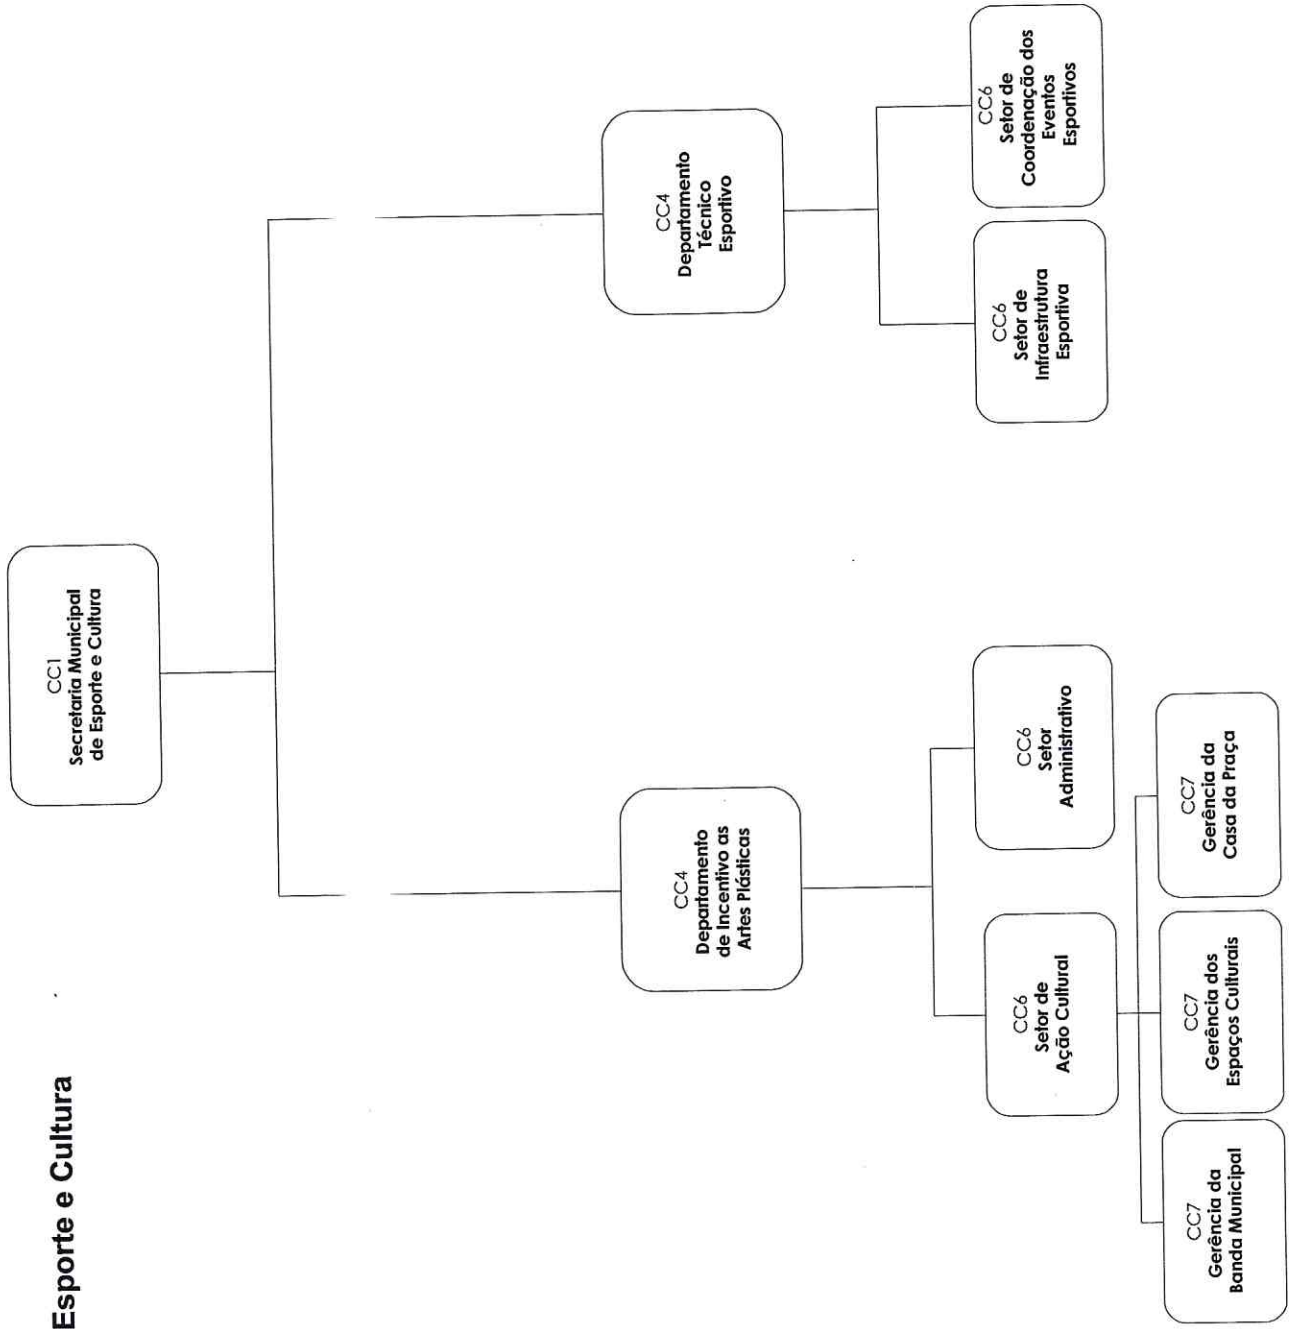 Esporte e Cultura
CC1
Secretaria Municipal
de Esporte e Cultura
CC4
Departamento
de Incentivo as
Artes Plásticas
CC4
Departamento
Técnico
Esportivo
CC6
Setor de
Ação Cultural
CC6
Setor
Administrativo
CC6
Setor de
Infraestrutura
Esportiva
CC6
Setor de
Coordenação dos
Eventos
Esportivos
CC7
Gerência da
Banda Municipal
CC7
Gerência dos
Espaços Culturais
CC7
Gerência da
Casa da Praça